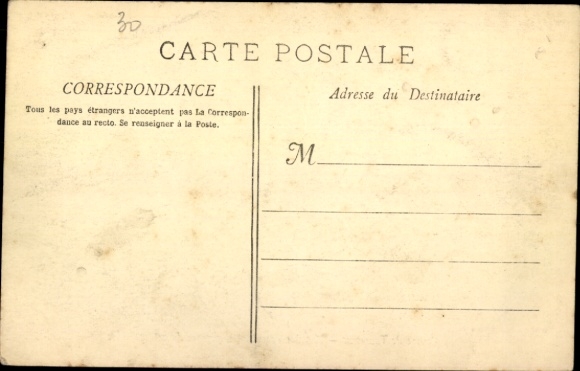 30
CARTE POSTALE
CORRESPONDANCE
Tous les pays étrangers n'acceptent pas La Correspon-
dance au recto. Se renseigner à la Poste.
Adresse du Destinataire
M